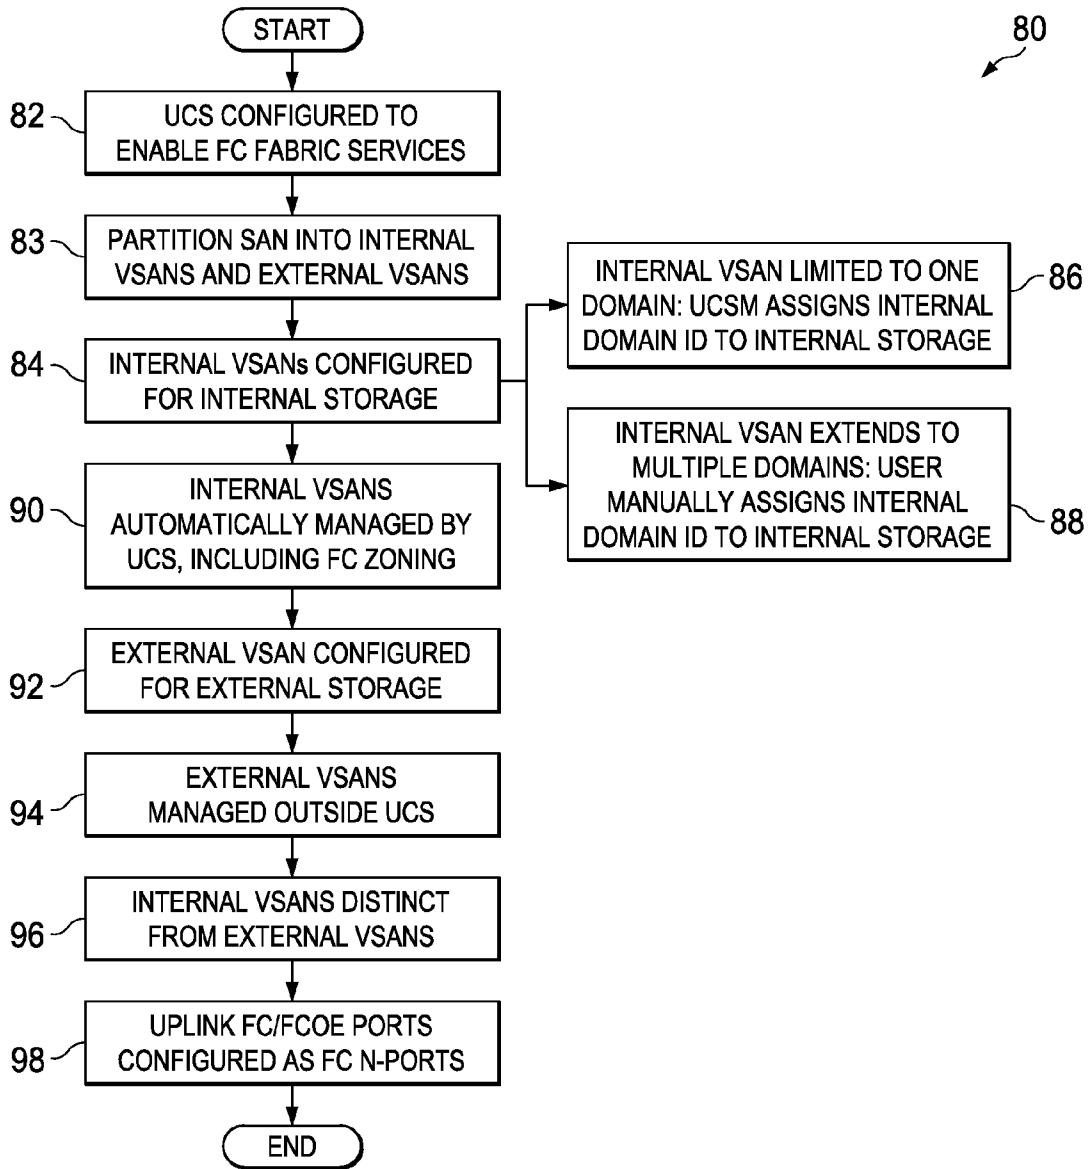 START
80
82
UCS CONFIGURED TO
ENABLE FC FABRIC SERVICES
83
PARTITION SAN INTO INTERNAL
VSANS AND EXTERNAL VSANS
84
INTERNAL VSANs CONFIGURED
FOR INTERNAL STORAGE
INTERNAL VSAN LIMITED TO ONE
DOMAIN: UCSM ASSIGNS INTERNAL
DOMAIN ID TO INTERNAL STORAGE
86
INTERNAL VSAN EXTENDS TO
MULTIPLE DOMAINS: USER
MANUALLY ASSIGNS INTERNAL
DOMAIN ID TO INTERNAL STORAGE
88
90
INTERNAL VSANS
AUTOMATICALLY MANAGED BY
UCS, INCLUDING FC ZONING
92
EXTERNAL VSAN CONFIGURED
FOR EXTERNAL STORAGE
94
EXTERNAL VSANS
MANAGED OUTSIDE UCS
96
INTERNAL VSANS DISTINCT
FROM EXTERNAL VSANS
98
UPLINK FC/FCOE PORTS
CONFIGURED AS FC N-PORTS
END